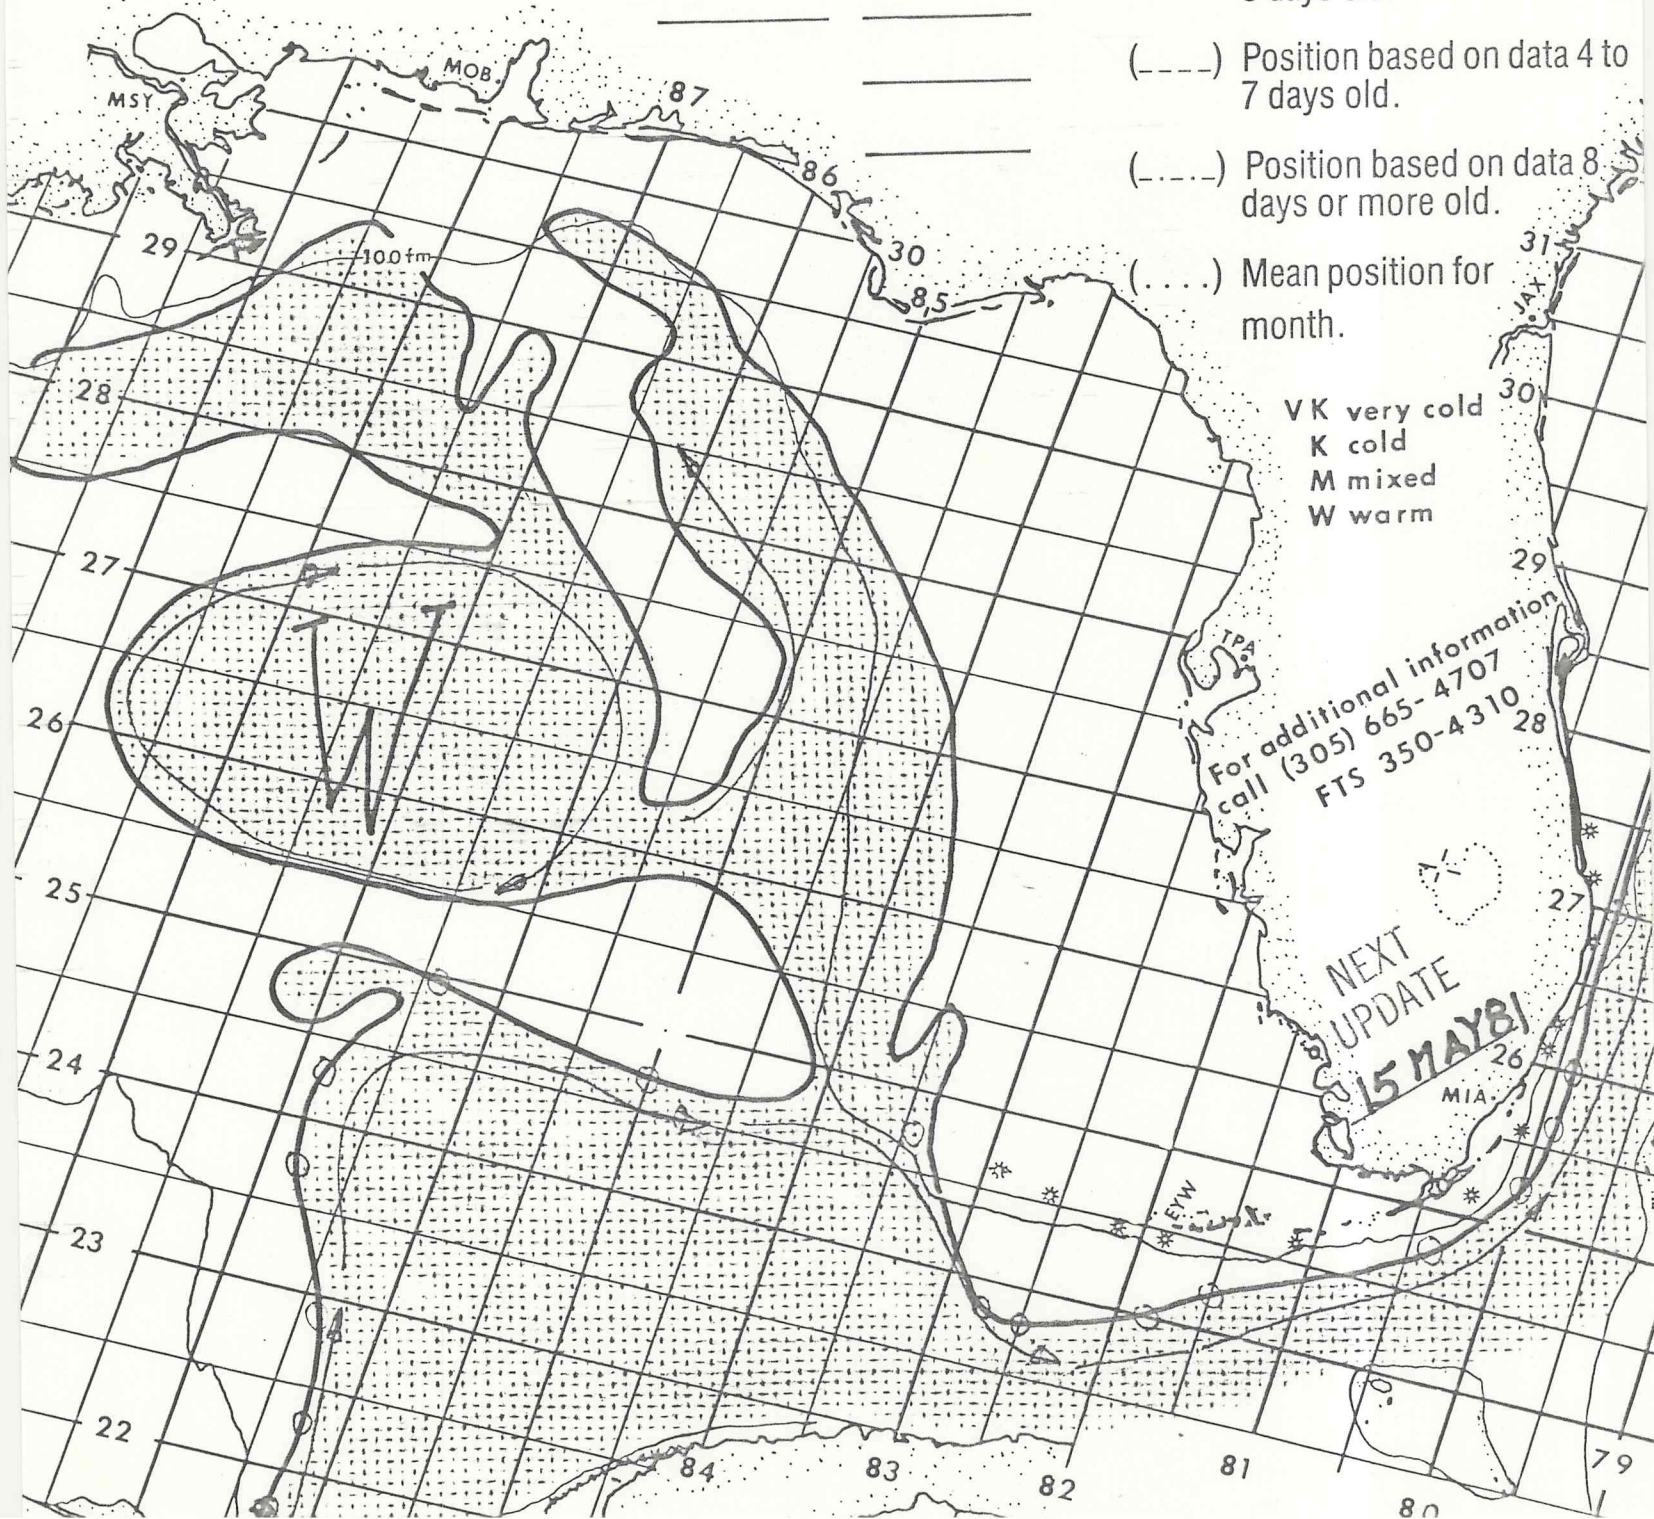 (____) Position based on data 4 to
7 days old.
(_._._) Position based on data 8
days or more old.
(....) Mean position for
month.
VK very cold
K cold
M mixed
W warm
For additional information
call (305) 665-4707
FTS 350-4310
NEXT
UPDATE
15 MAY 81
MSY
MOB.
87
86
30
85
100 fm
29
28
27
26
25
24
23
22
W
JAX
31
30
29
28
27
26
TPA
MIA.
EYW
84
83
82
81
80
79